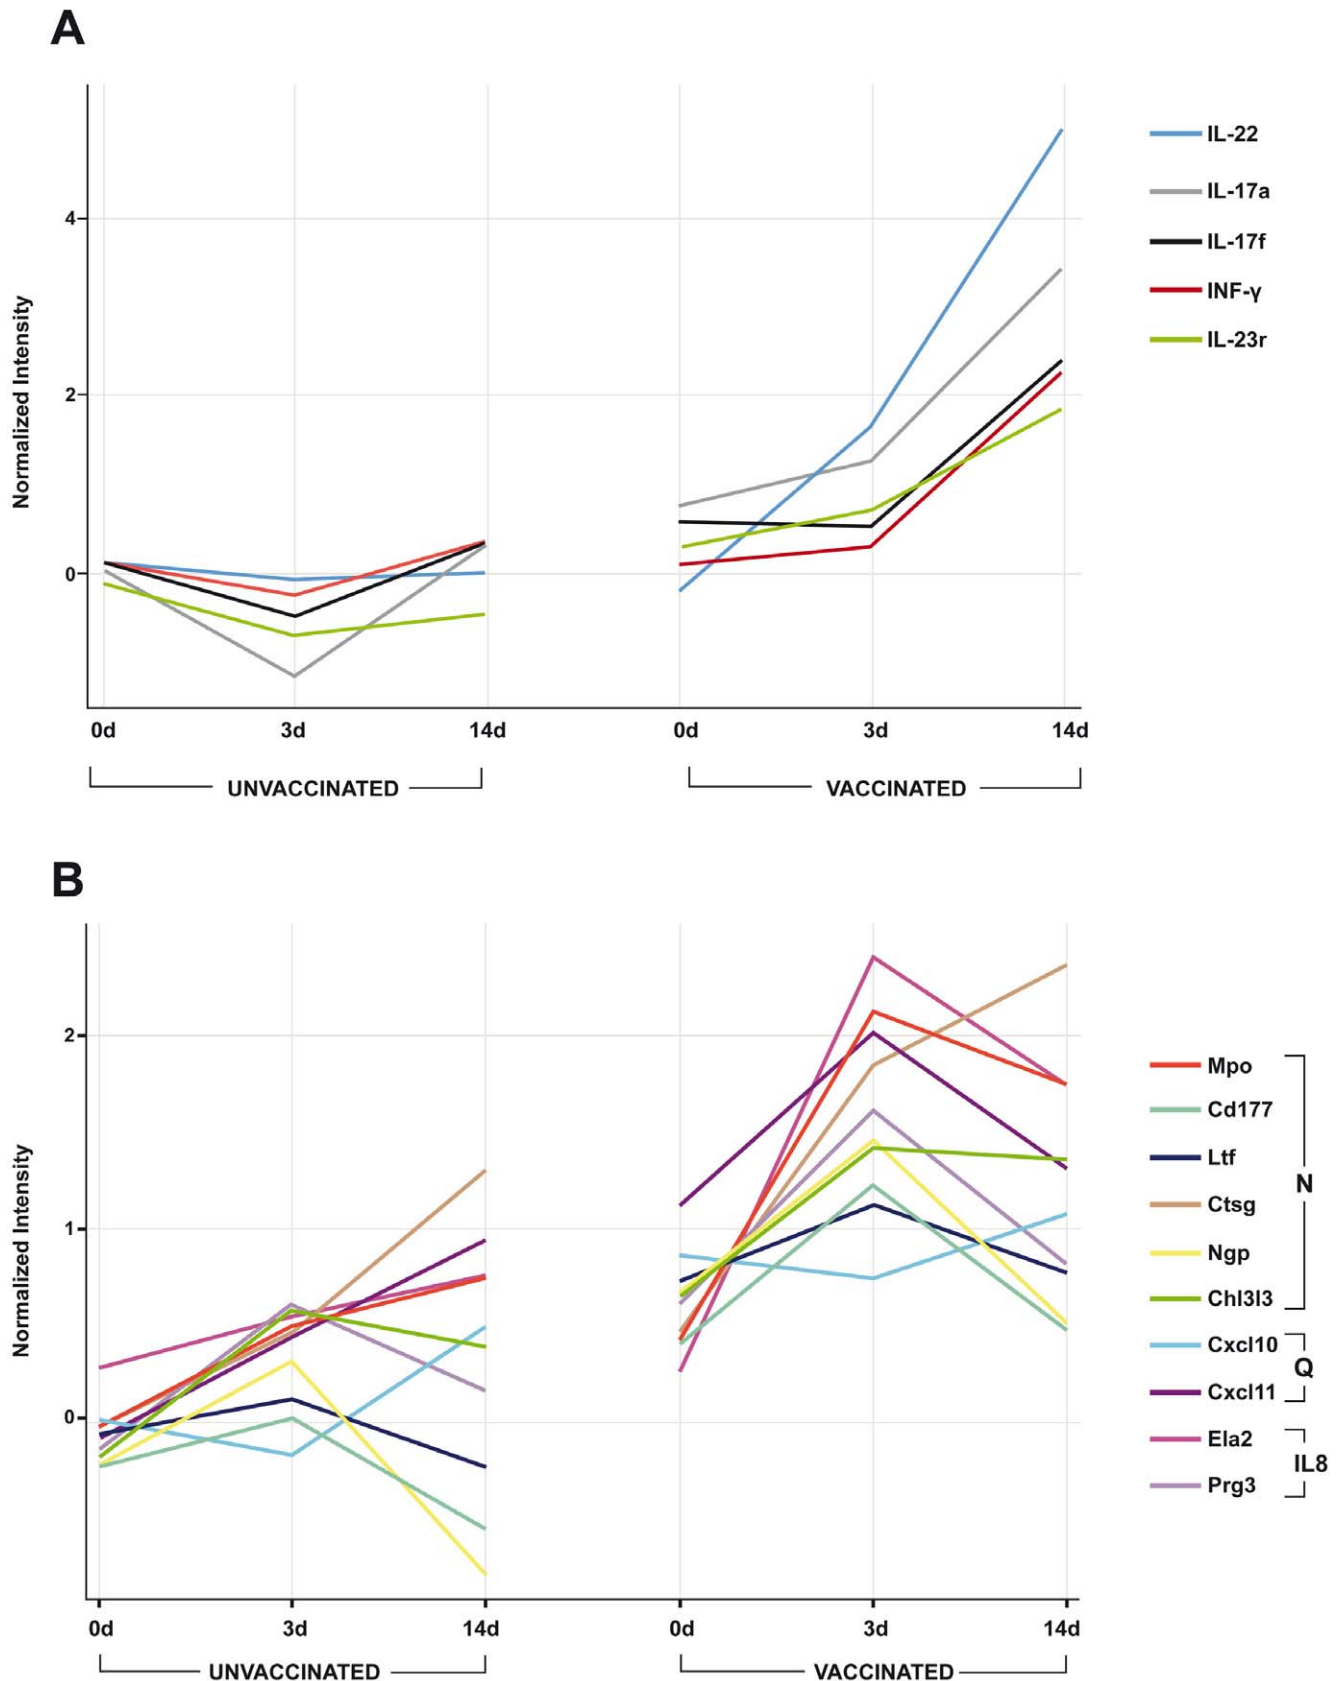 A
Normalized Intensity
4
2
0
0d 3d 14d 0d 3d 14d
UNVACCINATED VACCINATED
IL-22
IL-17a
IL-17f
INF-γ
IL-23r
B
Normalized Intensity
2
1
0
0d 3d 14d 0d 3d 14d
UNVACCINATED VACCINATED
Mpo
Cd177
Ltf
Ctsg
Ngp
Chl3l3
N
Cxcl10
Cxcl11
Q
Ela2
Prg3
IL8